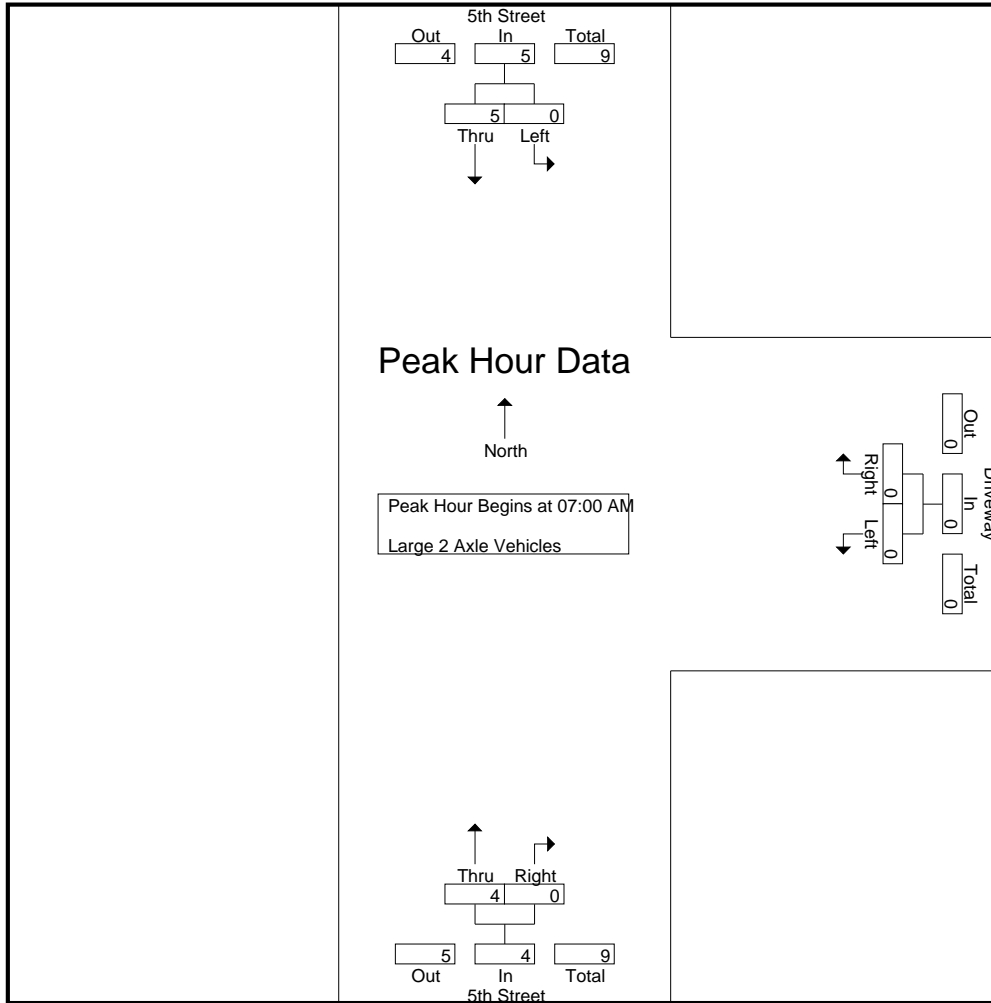 5th Street
Out In Total
4 5 9
5 0
Thru Left
Peak Hour Data
North
Peak Hour Begins at 07:00 AM
Large 2 Axle Vehicles
Driveway
Out In Total
0 0 0
Right Left
0 0
Thru Right
4 0
5 4 9
Out In Total
5th Street